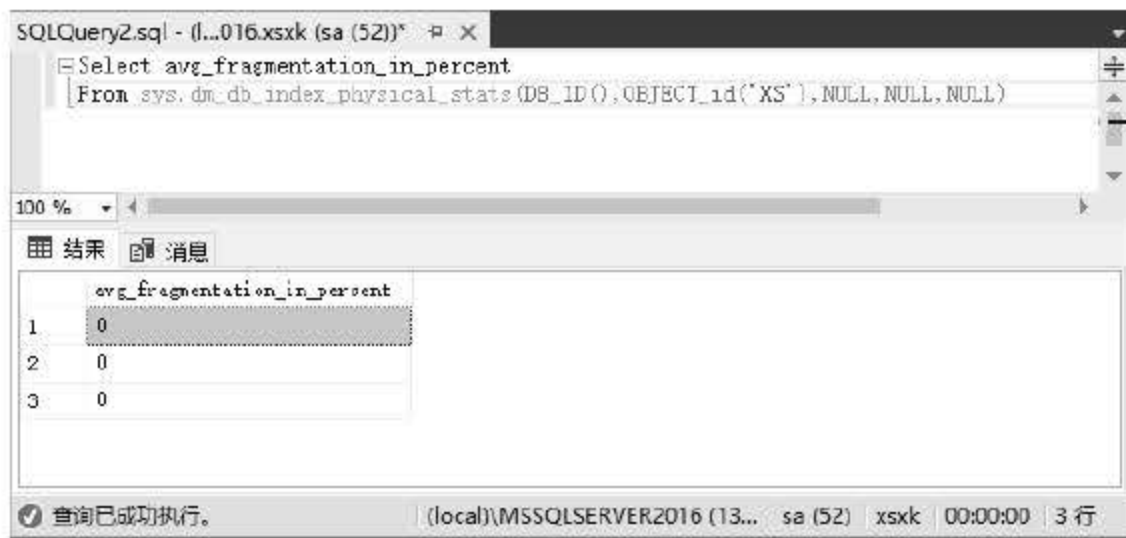 SQLQuery2.sql - (l...016.xsxk (sa (52))*
Select avg_fragmentation_in_percent
From sys.dm_db_index_physical_stats(DB_ID(),OBJECT_id('XS'),NULL,NULL,NULL)
100 %
结果 消息
avg_fragmentation_in_percent
1 0
2 0
3 0
查询已成功执行。 (local)\MSSQLSERVER2016 (13... sa (52) xsxk 00:00:00 3 行